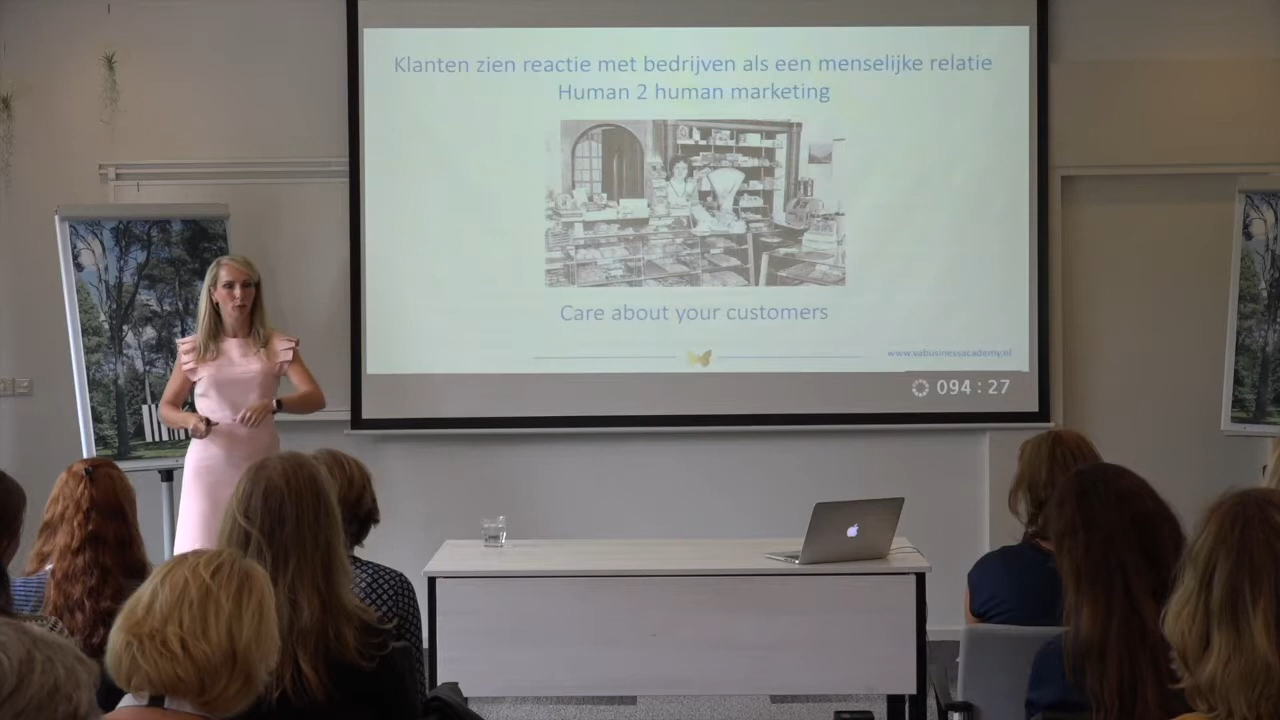 Klanten zien reactie met bedrijven als een menselijke relatie
Human 2 human marketing
Care about your customers
www.vabusinessacademy.nl
094:27